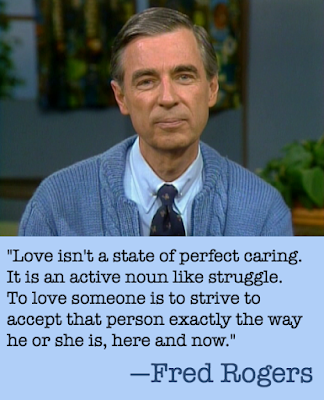 "Love isn't a state of perfect caring.
It is an active noun like struggle.
To love someone is to strive to
accept that person exactly the way
he or she is, here and now."
—Fred Rogers